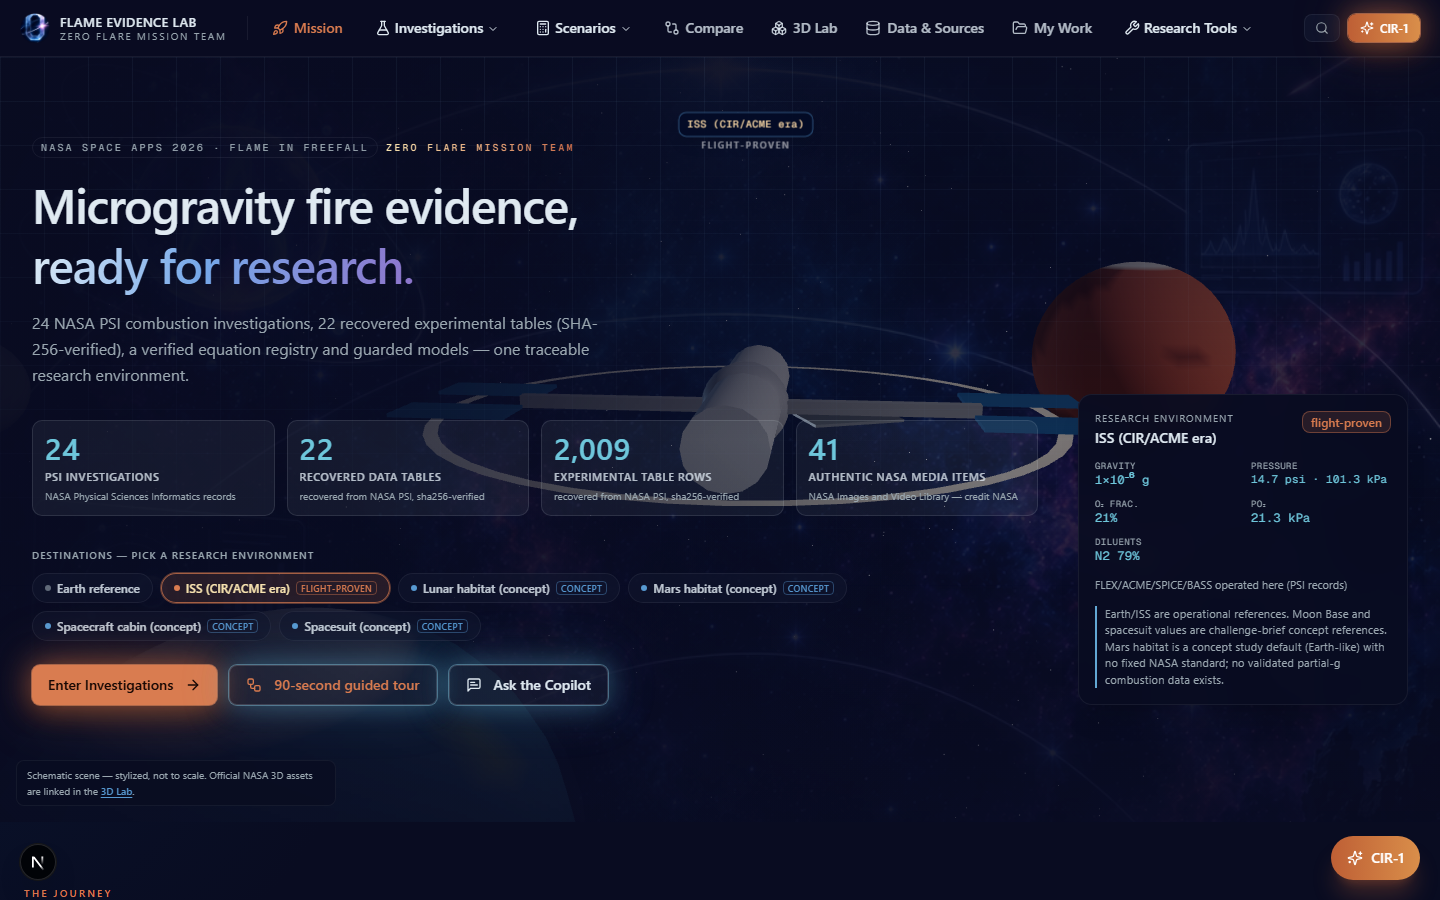 FLAME EVIDENCE LAB
ZERO FLARE MISSION TEAM
Mission
Investigations
Scenarios
Compare
3D Lab
Data & Sources
My Work
Research Tools
CIR-1
ISS (CIR/ACME era)
FLIGHT-PROVEN
NASA SPACE APPS 2026 · FLAME IN FREEFALL
ZERO FLARE MISSION TEAM
Microgravity fire evidence,
ready for research.
24 NASA PSI combustion investigations, 22 recovered experimental tables (SHA-
256-verified), a verified equation registry and guarded models — one traceable
research environment.
24
PSI INVESTIGATIONS
NASA Physical Sciences Informatics records
22
RECOVERED DATA TABLES
recovered from NASA PSI, sha256-verified
2,009
EXPERIMENTAL TABLE ROWS
recovered from NASA PSI, sha256-verified
41
AUTHENTIC NASA MEDIA ITEMS
NASA Images and Video Library — credit NASA
RESEARCH ENVIRONMENT
ISS (CIR/ACME era)
flight-proven
GRAVITY
1×10⁻⁶ g
PRESSURE
14.7 psi · 101.3 kPa
O₂ FRAC.
21%
PO₂
21.3 kPa
DILUENTS
N2 79%
FLEX/ACME/SPICE/BASS operated here (PSI records)
Earth/ISS are operational references. Moon Base and
spacesuit values are challenge-brief concept references.
Mars habitat is a concept study default (Earth-like) with
no fixed NASA standard; no validated partial-g
combustion data exists.
DESTINATIONS — PICK A RESEARCH ENVIRONMENT
Earth reference
ISS (CIR/ACME era) FLIGHT-PROVEN
Lunar habitat (concept) CONCEPT
Mars habitat (concept) CONCEPT
Spacecraft cabin (concept) CONCEPT
Spacesuit (concept) CONCEPT
Enter Investigations →
90-second guided tour
Ask the Copilot
Schematic scene — stylized, not to scale. Official NASA 3D assets
are linked in the 3D Lab.
N
CIR-1
THE JOURNEY